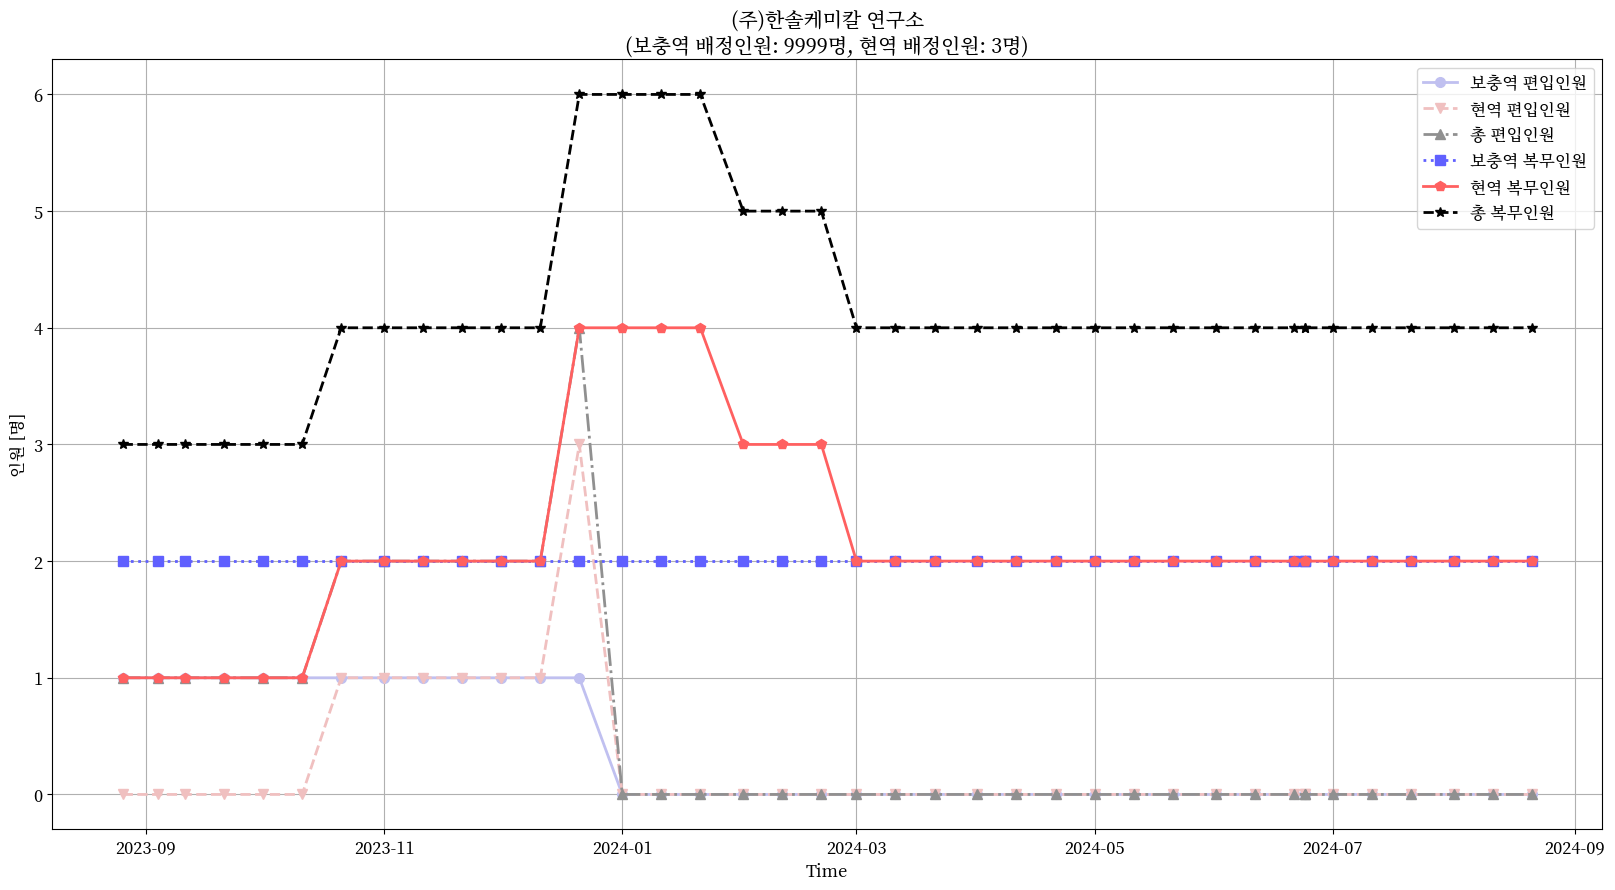 (주)한솔케미칼 연구소
(보충역 배정인원: 9999명, 현역 배정인원: 3명)
보충역 편입인원
현역 편입인원
총 편입인원
보충역 복무인원
현역 복무인원
총 복무인원
인원 [명]
6
5
4
3
2
1
0
2023-09
2023-11
2024-01
2024-03
2024-05
2024-07
2024-09
Time